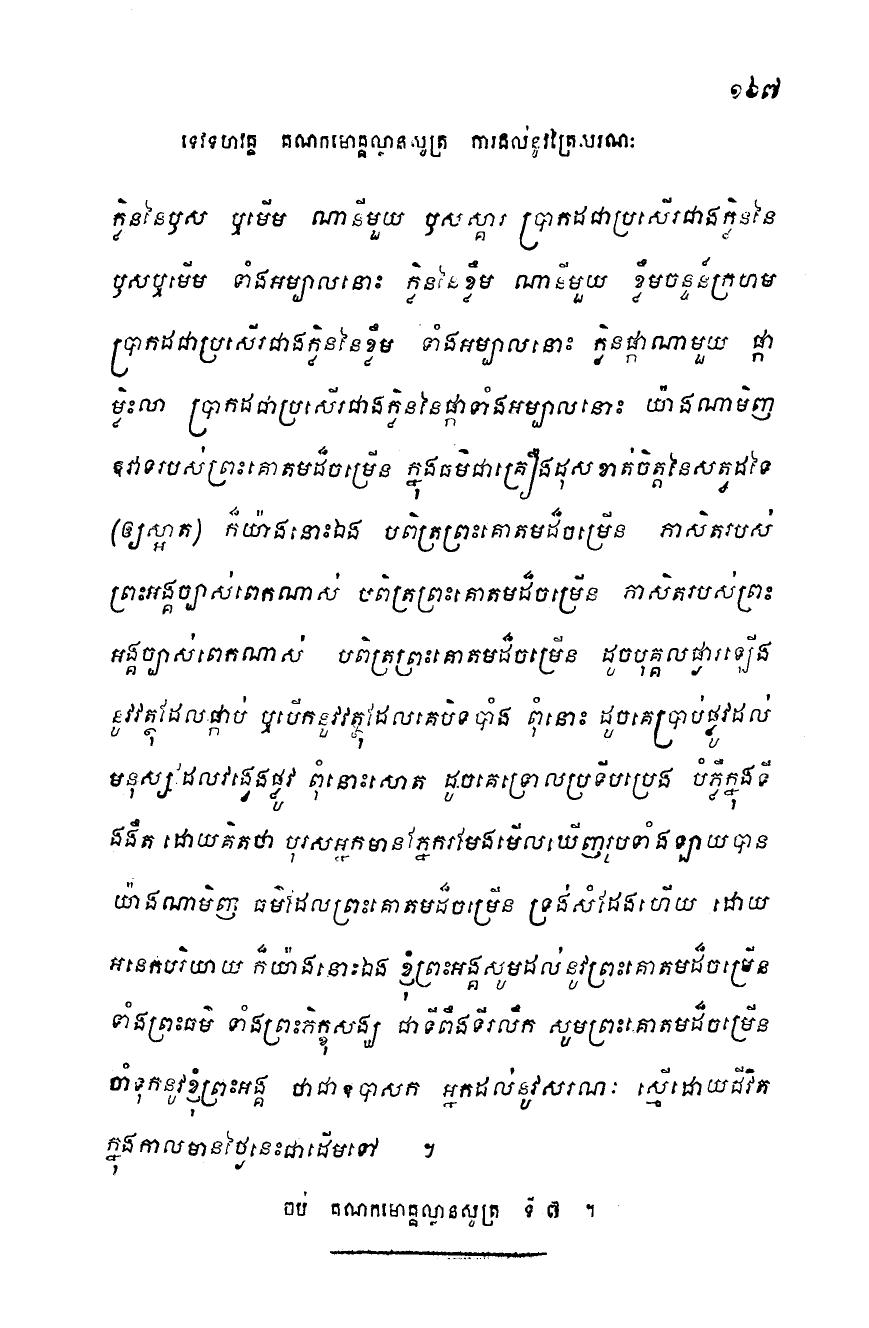 ១៦៧
ទេវទហវគ្គ គណកមោគ្គល្លានសូត្រ ការដល់នូវត្រៃសរណៈ
ក្លិននៃឫស ឬមើម ណានីមួយ ឫសស្គារ ប្រាកដជាប្រសើរជាងក្លិននៃ
ឫសឬមើម ទាំងអម្បាលនោះ ក្លិននៃខ្លឹម ណានីមួយ ខ្លឹមចន្ទន៍ក្រហម
ប្រាកដជាប្រសើរជាងក្លិននៃខ្លឹម ទាំងអម្បាលនោះ ក្លិនផ្កាណាមួយ ផ្កា
ម្លិះលា ប្រាកដជាប្រសើរជាងក្លិននៃផ្កាទាំងអម្បាលនោះ យ៉ាងណាមិញ
ឧវាទរបស់ព្រះគោតមដ៏ចម្រើន ក្នុងធម៌ជាគ្រឿងដុសខាត់ចិត្តនៃសត្វដទៃ
(ឲ្យស្អាត) ក៏យ៉ាងនោះឯង បពិត្រព្រះគោតមដ៏ចម្រើន ភាសិតរបស់
ព្រះអង្គច្បាស់ពេកណាស់ បពិត្រព្រះគោតមដ៏ចម្រើន ភាសិតរបស់ព្រះ
អង្គច្បាស់ពេកណាស់ បពិត្រព្រះគោតមដ៏ចម្រើន ដូចបុគ្គលផ្ងារឡើង
នូវវត្ថុដែលផ្កាប់ ឬបើកនូវវត្ថុដែលគេបិទបាំង ពុំនោះ ដូចគេប្រាប់ផ្លូវដល់
មនុស្សដែលវង្វេងផ្លូវ ពុំនោះសោត ដូចគេទ្រោលប្រទីបប្រេង បំភ្លឺក្នុងទី
ងងឹត ដោយគិតថា បុរសអ្នកមានភ្នែករមែងមើលឃើញរូបទាំងឡាយបាន
យ៉ាងណាមិញ ធម៌ដែលព្រះគោតមដ៏ចម្រើន ទ្រង់សំដែងហើយ ដោយ
អនេកបរិយាយ ក៏យ៉ាងនោះឯង ខ្ញុំព្រះអង្គសូមដល់នូវព្រះគោតមដ៏ចម្រើន
ទាំងព្រះធម៌ ទាំងព្រះភិក្ខុសង្ឃ ជាទីពឹងទីរលឹក សូមព្រះគោតមដ៏ចម្រើន
ចាំទុកនូវខ្ញុំព្រះអង្គ ថាជាឧបាសក អ្នកដល់នូវសរណៈ ស្មើដោយជីវិត
ក្នុងកាលមានថ្ងៃនេះជាដើមទៅ ។
ចប់ គណកមោគ្គល្លានសូត្រ ទី ៧ ។